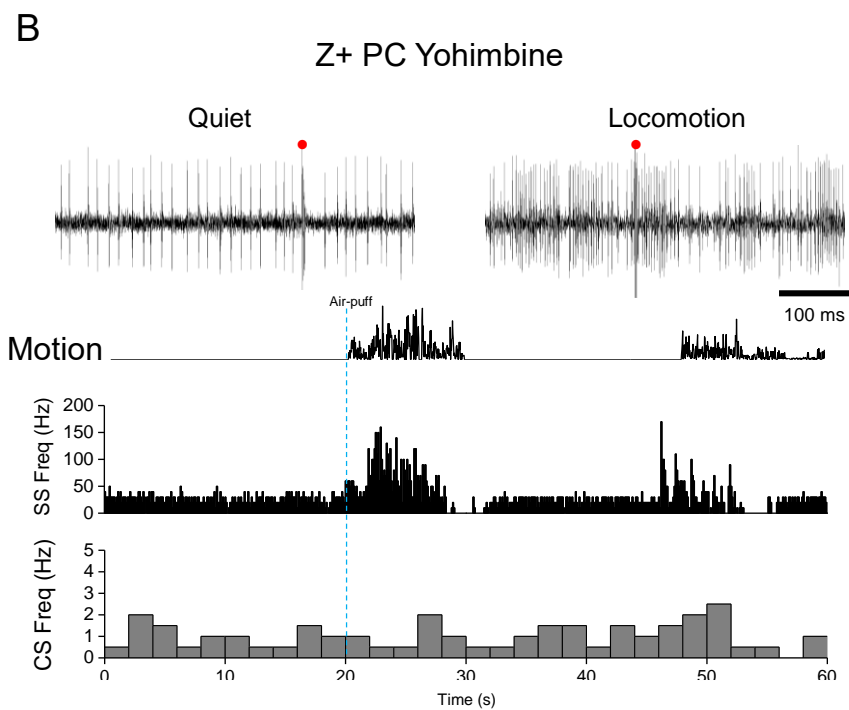 B
Z+ PC Yohimbine
Quiet
Locomotion
100 ms
Air-puff
Motion
SS Freq (Hz)
200
150
100
50
0
CS Freq (Hz)
5
4
3
2
1
0
0 10 20 30 40 50 60
Time (s)